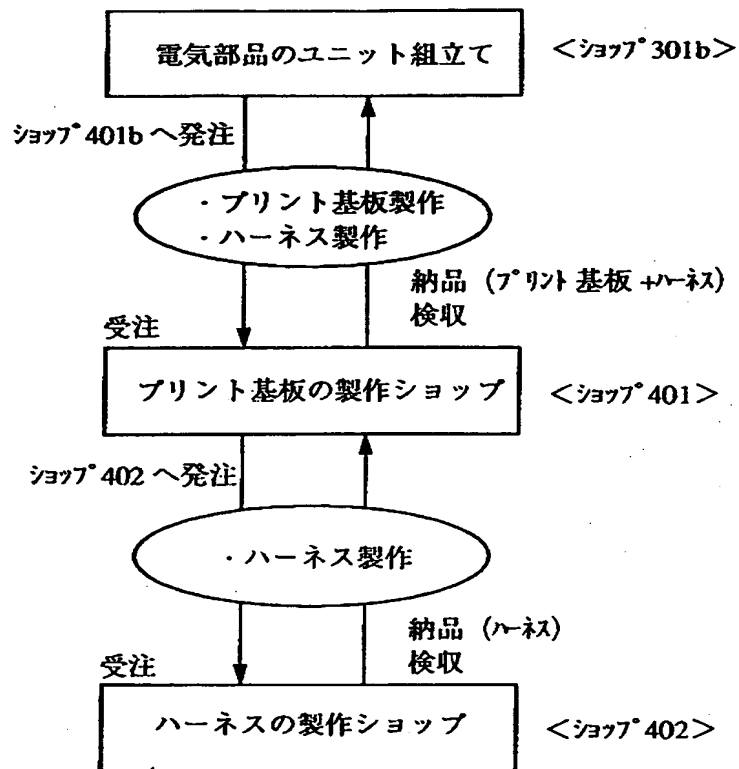 電気部品のユニット組立て
＜ｼｮｯﾌﾟ301b＞
ｼｮｯﾌﾟ401bへ発注
・プリント基板製作
・ハーネス製作
納品（ﾌﾟﾘﾝﾄ基板+ﾊｰﾈｽ）
検収
受注
プリント基板の製作ショップ
＜ｼｮｯﾌﾟ401＞
ｼｮｯﾌﾟ402へ発注
・ハーネス製作
納品（ﾊｰﾈｽ）
検収
受注
ハーネスの製作ショップ
＜ｼｮｯﾌﾟ402＞